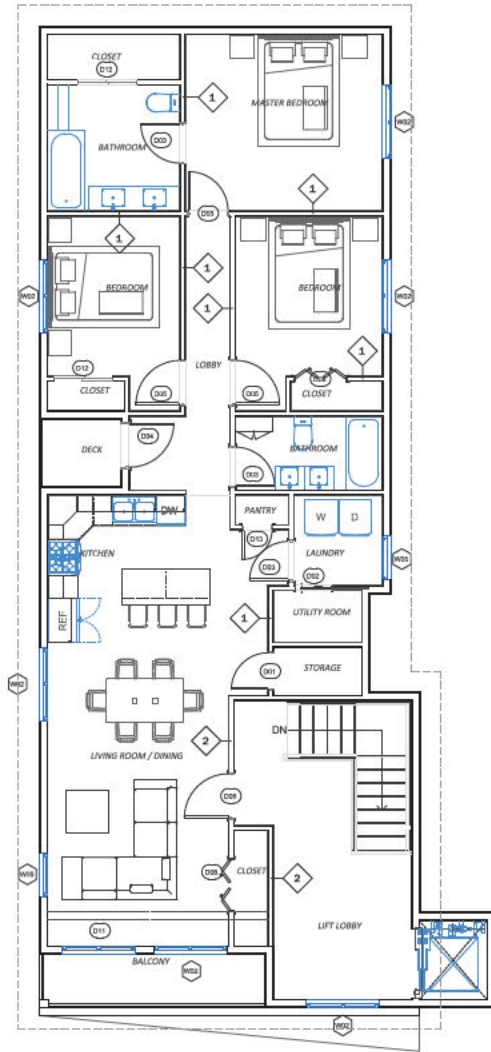 CLOSET
D12
1
MASTER BEDROOM
W02
D03
BATHROOM
D05
1
1
1
BEDROOM
1
BEDROOM
W02
W02
LOBBY
1
D12
CLOSET
D05
D05
CLOSET
D04
DECK
BATHROOM
D03
DW
PANTRY
W
D
KITCHEN
D13
LAUNDRY
D03
W05
D02
REF
1
UTILITY ROOM
D01
STORAGE
W02
2
DN
LIVING ROOM / DINING
D06
W05
D08
CLOSET
2
D11
LIFT LOBBY
BALCONY
W02
W02